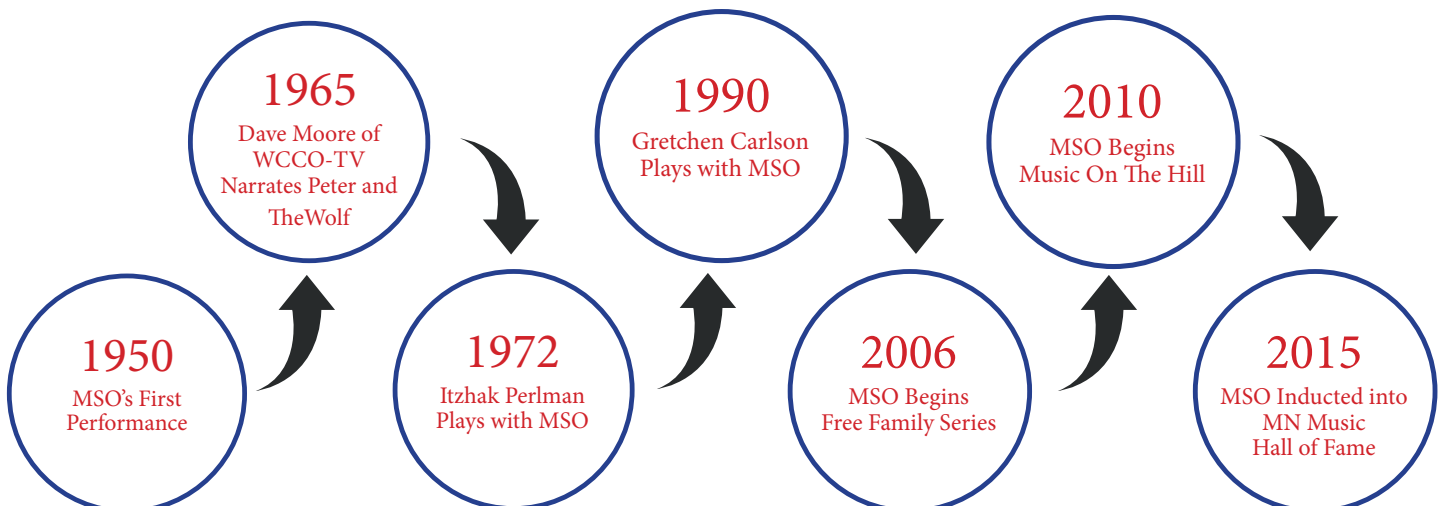 1950
MSO's First
Performance
1965
Dave Moore of
WCCO-TV
Narrates Peter and
TheWolf
1972
Itzhak Perlman
Plays with MSO
1990
Gretchen Carlson
Plays with MSO
2006
MSO Begins
Free Family Series
2010
MSO Begins
Music On The Hill
2015
MSO Inducted into
MN Music
Hall of Fame